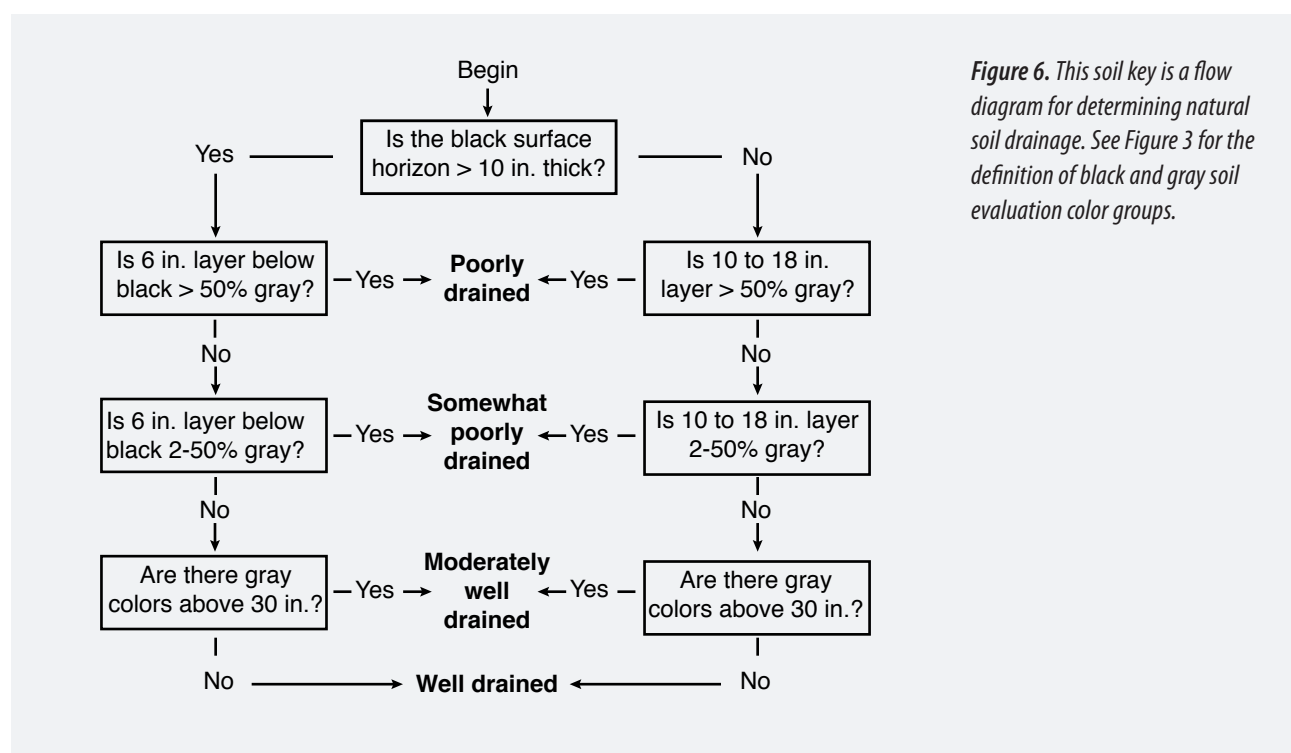 Begin
Is the black surface
horizon > 10 in. thick?
Yes
No
Is 6 in. layer below
black > 50% gray?
Yes
Poorly
drained
Yes
Is 10 to 18 in.
layer > 50% gray?
No
No
Is 6 in. layer below
black 2-50% gray?
Yes
Somewhat
poorly
drained
Yes
Is 10 to 18 in. layer
2-50% gray?
No
No
Are there gray
colors above 30 in.?
Yes
Moderately
well
drained
Yes
Are there gray
colors above 30 in.?
No
Well drained
No
Figure 6. This soil key is a flow
diagram for determining natural
soil drainage. See Figure 3 for the
definition of black and gray soil
evaluation color groups.